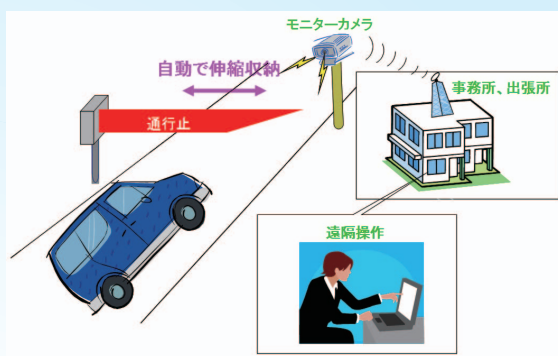 モニターカメラ
自動で伸縮収納
事務所、出張所
通行止
遠隔操作